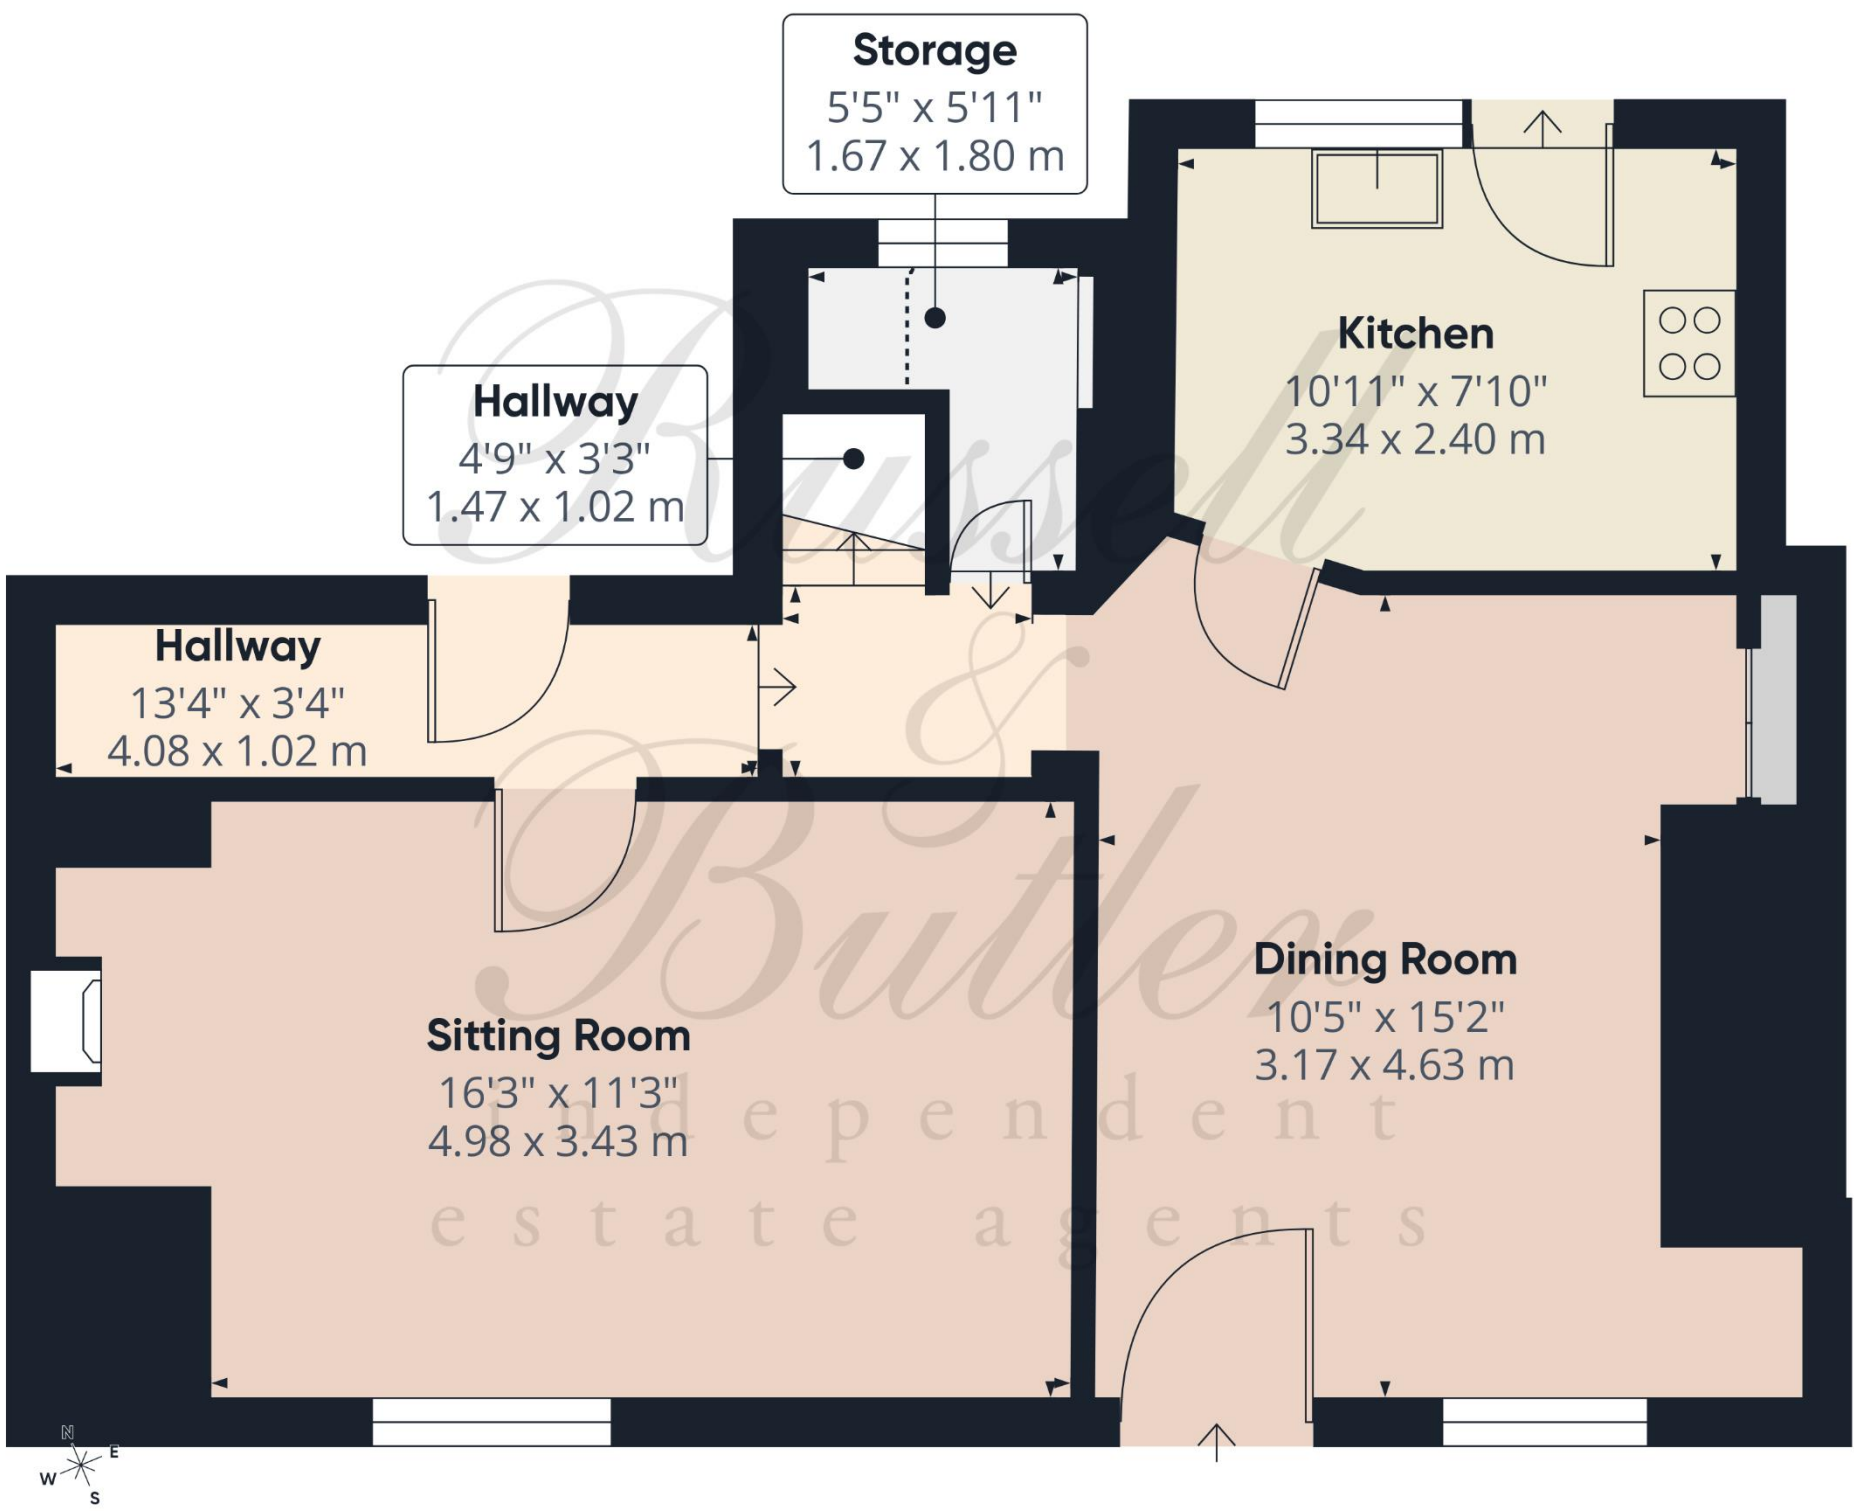 Storage
5'5" x 5'11"
1.67 x 1.80 m
Kitchen
10'11" x 7'10"
3.34 x 2.40 m
Hallway
4'9" x 3'3"
1.47 x 1.02 m
Hallway
13'4" x 3'4"
4.08 x 1.02 m
Dining Room
10'5" x 15'2"
3.17 x 4.63 m
Sitting Room
16'3" x 11'3"
4.98 x 3.43 m
Russell
&
Butler
independent
estate agents
N
E
W
S